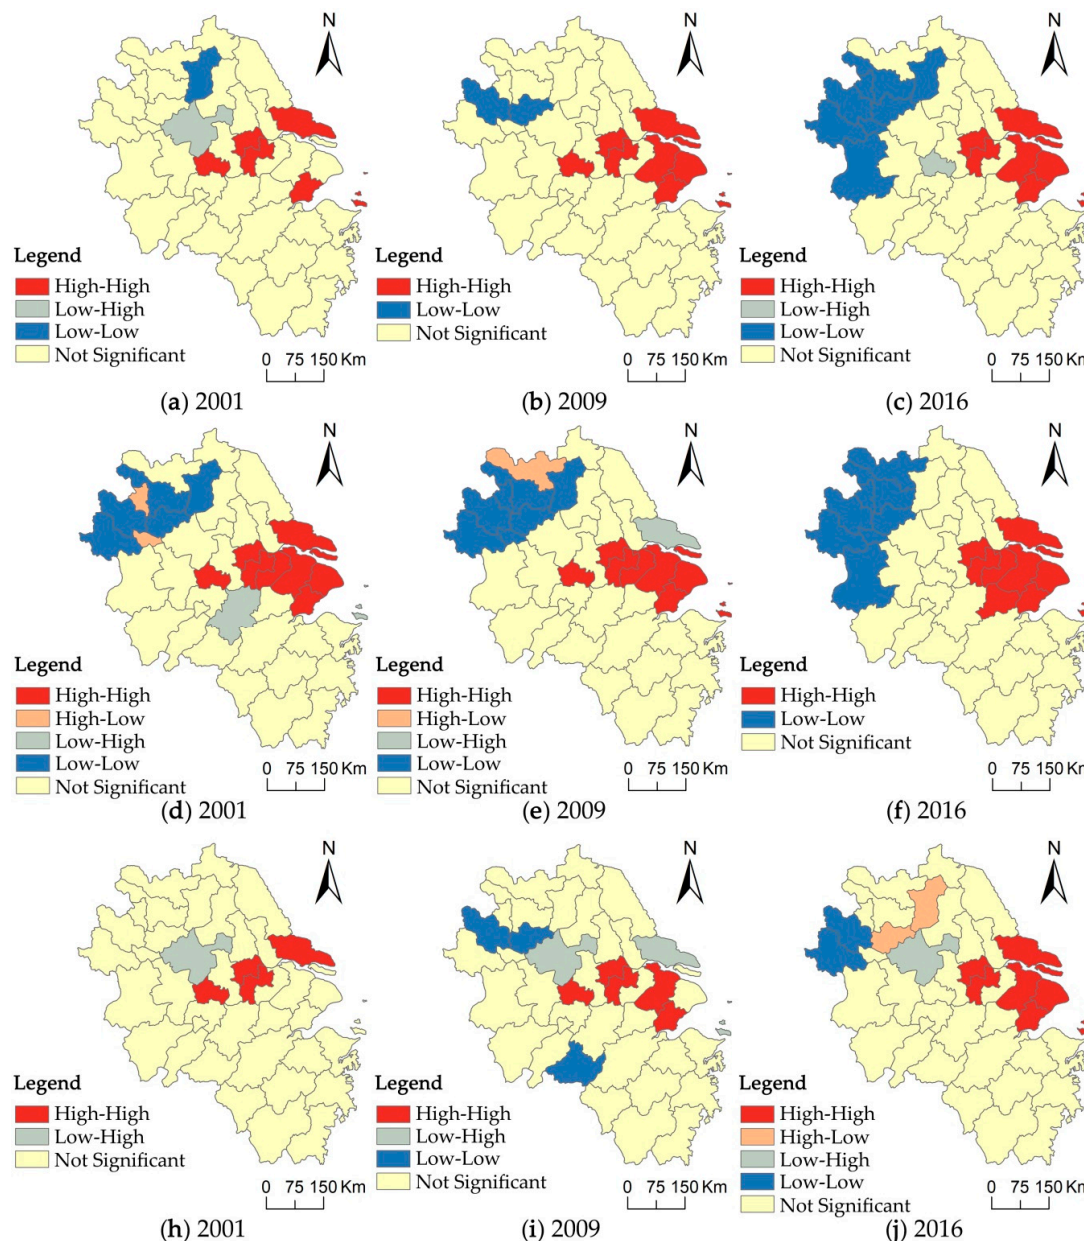 N
Legend
High-High
Low-High
Low-Low
Not Significant
0 75 150 Km
(a) 2001
N
Legend
High-High
Low-Low
Not Significant
0 75 150 Km
(b) 2009
N
Legend
High-High
Low-High
Low-Low
Not Significant
0 75 150 Km
(c) 2016
N
Legend
High-High
High-Low
Low-High
Low-Low
Not Significant
0 75 150 Km
(d) 2001
N
Legend
High-High
High-Low
Low-High
Low-Low
Not Significant
0 75 150 Km
(e) 2009
N
Legend
High-High
Low-Low
Not Significant
0 75 150 Km
(f) 2016
N
Legend
High-High
Low-High
Not Significant
0 75 150 Km
(h) 2001
N
Legend
High-High
Low-High
Low-Low
Not Significant
0 75 150 Km
(i) 2009
N
Legend
High-High
High-Low
Low-High
Low-Low
Not Significant
0 75 150 Km
(j) 2016